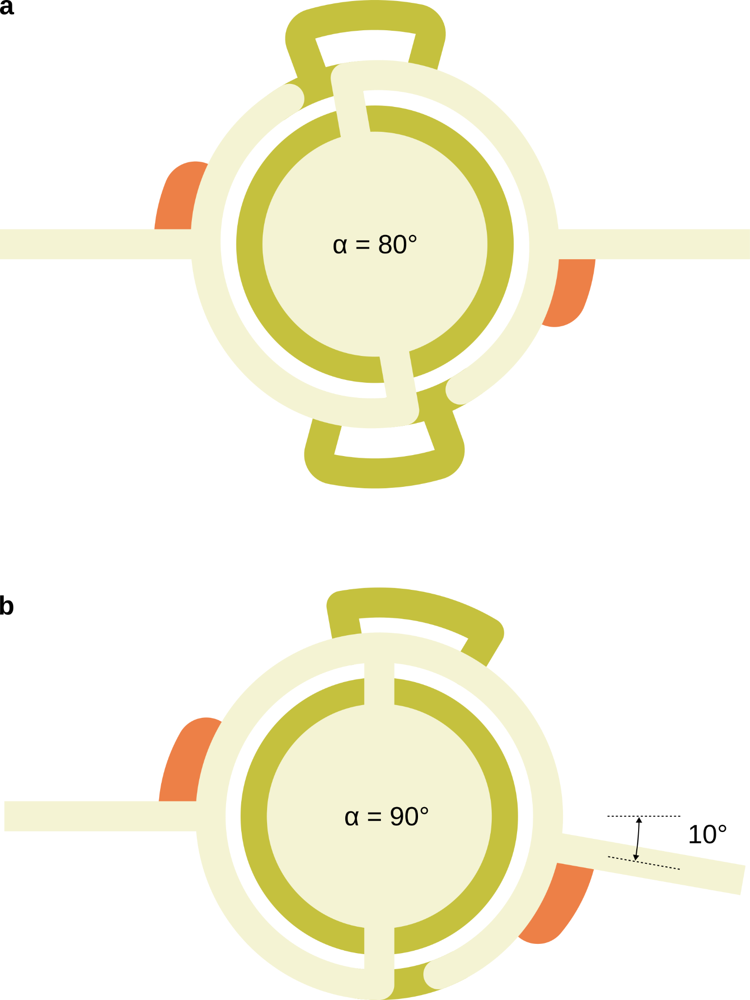 a
α = 80°
b
α = 90°
10°